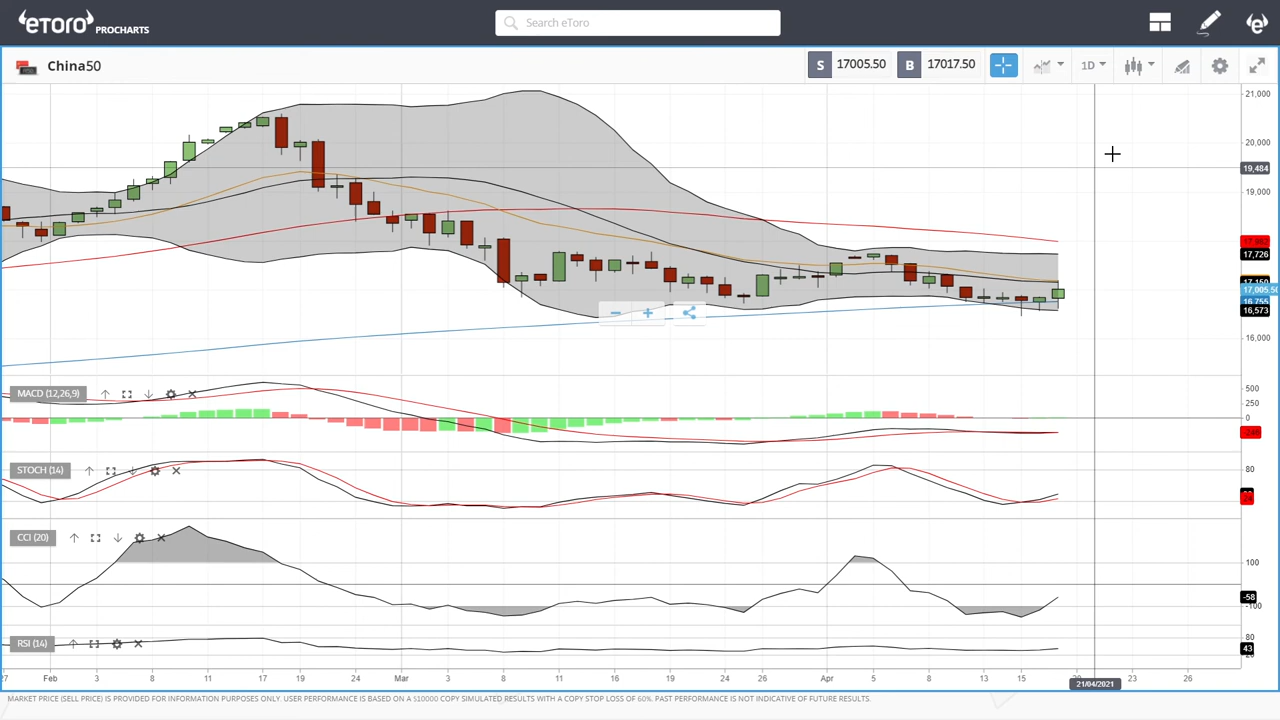 eToro PROCHARTS
Search eToro
China50
S 17005.50 B 17017.50
1D
21,000
20,000
19,484
19,000
17,726
17,005.50
16,755
16,573
16,000
MACD (12,26,9)
500
250
0
STOCH (14)
80
CCI (20)
100
-58
-100
RSI (14)
80
43
27 Feb 3 8 11 17 19 24 Mar 3 8 11 17 19 24 26 Apr 5 8 13 15 23 26
21/04/2021
MARKET PRICE (SELL PRICE) IS PROVIDED FOR INFORMATION PURPOSES ONLY. USER PERFORMANCE IS BASED ON A $10000 COPY SIMULATED RESULTS WITH A COPY STOP LOSS OF 60%. PAST PERFORMANCE IS NOT INDICATIVE OF FUTURE RESULTS.